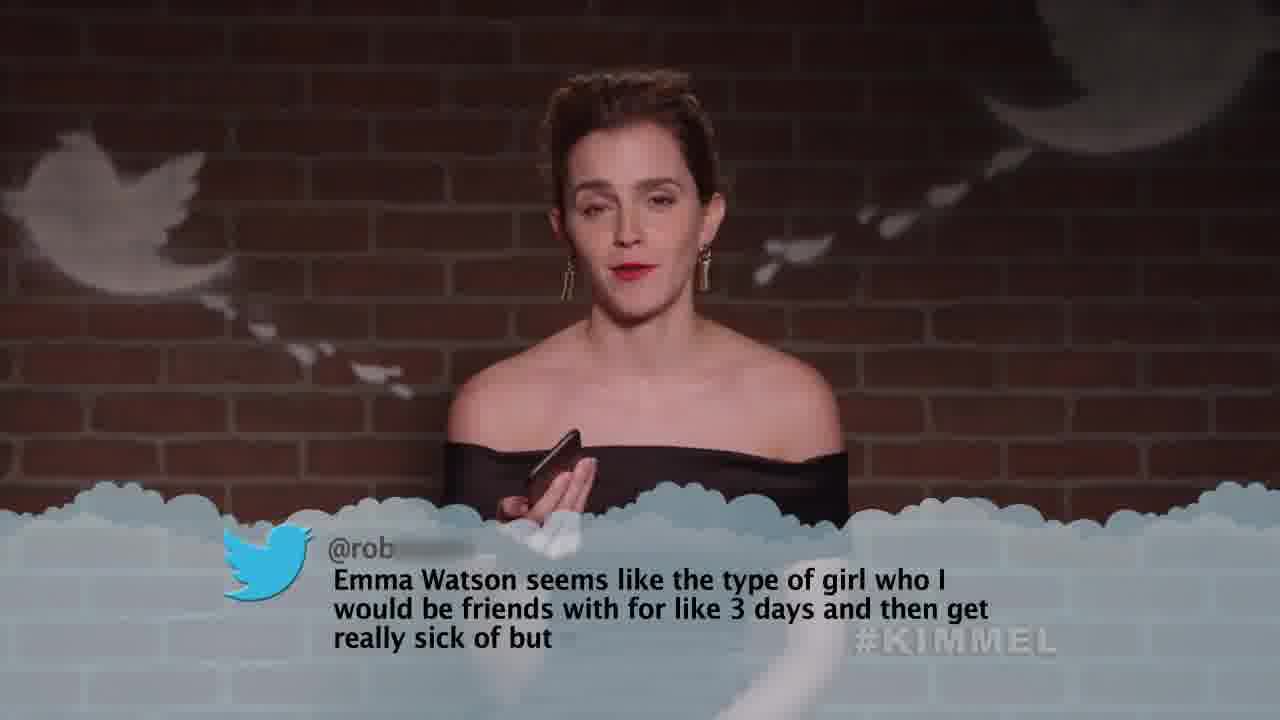 @rob
Emma Watson seems like the type of girl who I
would be friends with for like 3 days and then get
really sick of but
#KIMMEL